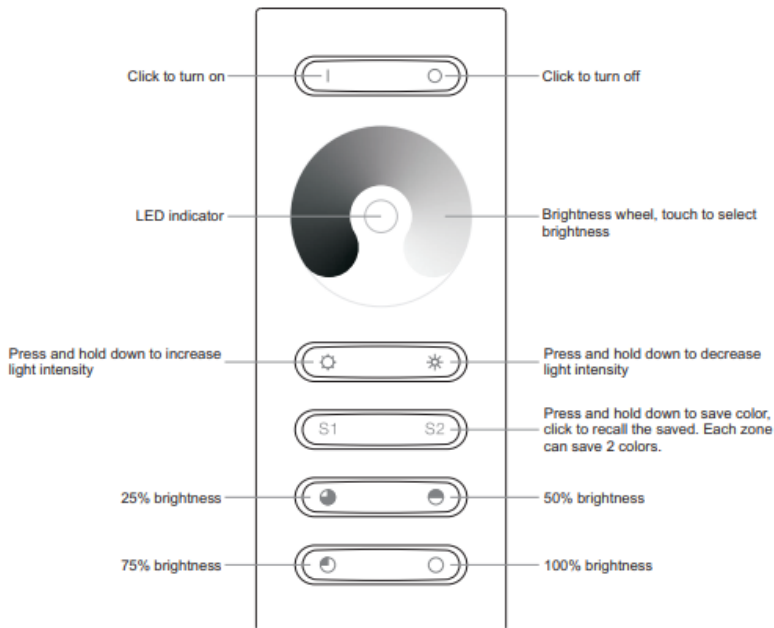 Click to turn on
Click to turn off
LED indicator
Brightness wheel, touch to select
brightness
Press and hold down to increase
light intensity
Press and hold down to decrease
light intensity
S1
S2
Press and hold down to save color,
click to recall the saved. Each zone
can save 2 colors.
25% brightness
50% brightness
75% brightness
100% brightness